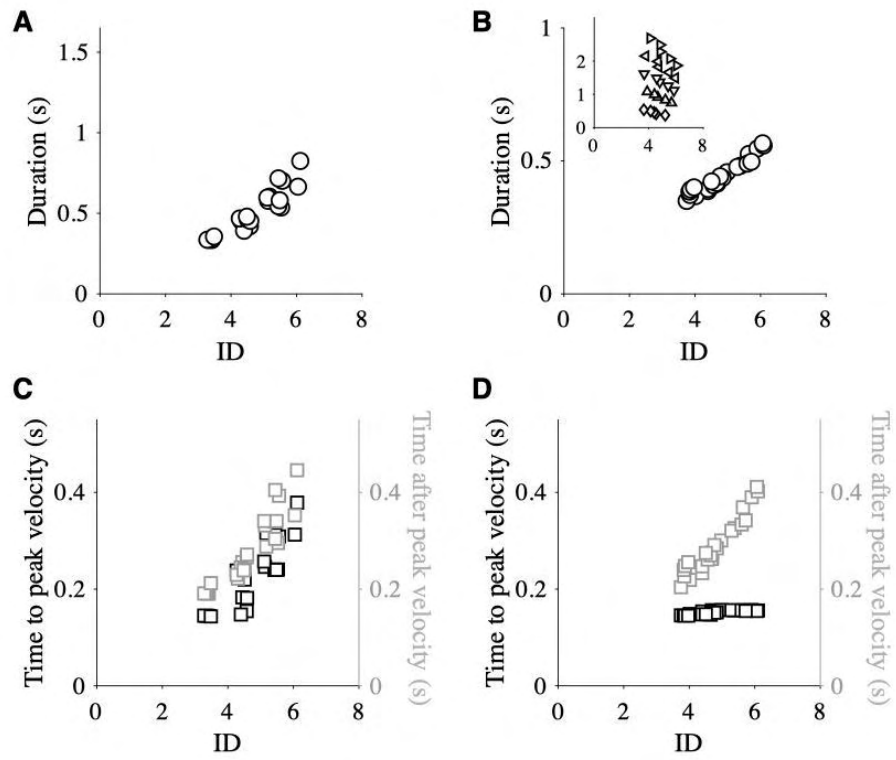 A
1.5
1
0.5
0
Duration (s)
0 2 4 6 8
ID
B
1
0.5
0
Duration (s)
2
1
0
0 4 8
0 2 4 6 8
ID
C
Time to peak velocity (s)
0.4
0.2
0
0.4
0.2
0
Time after peak velocity (s)
0 2 4 6 8
ID
D
Time to peak velocity (s)
0.4
0.2
0
0.4
0.2
0
Time after peak velocity (s)
0 2 4 6 8
ID